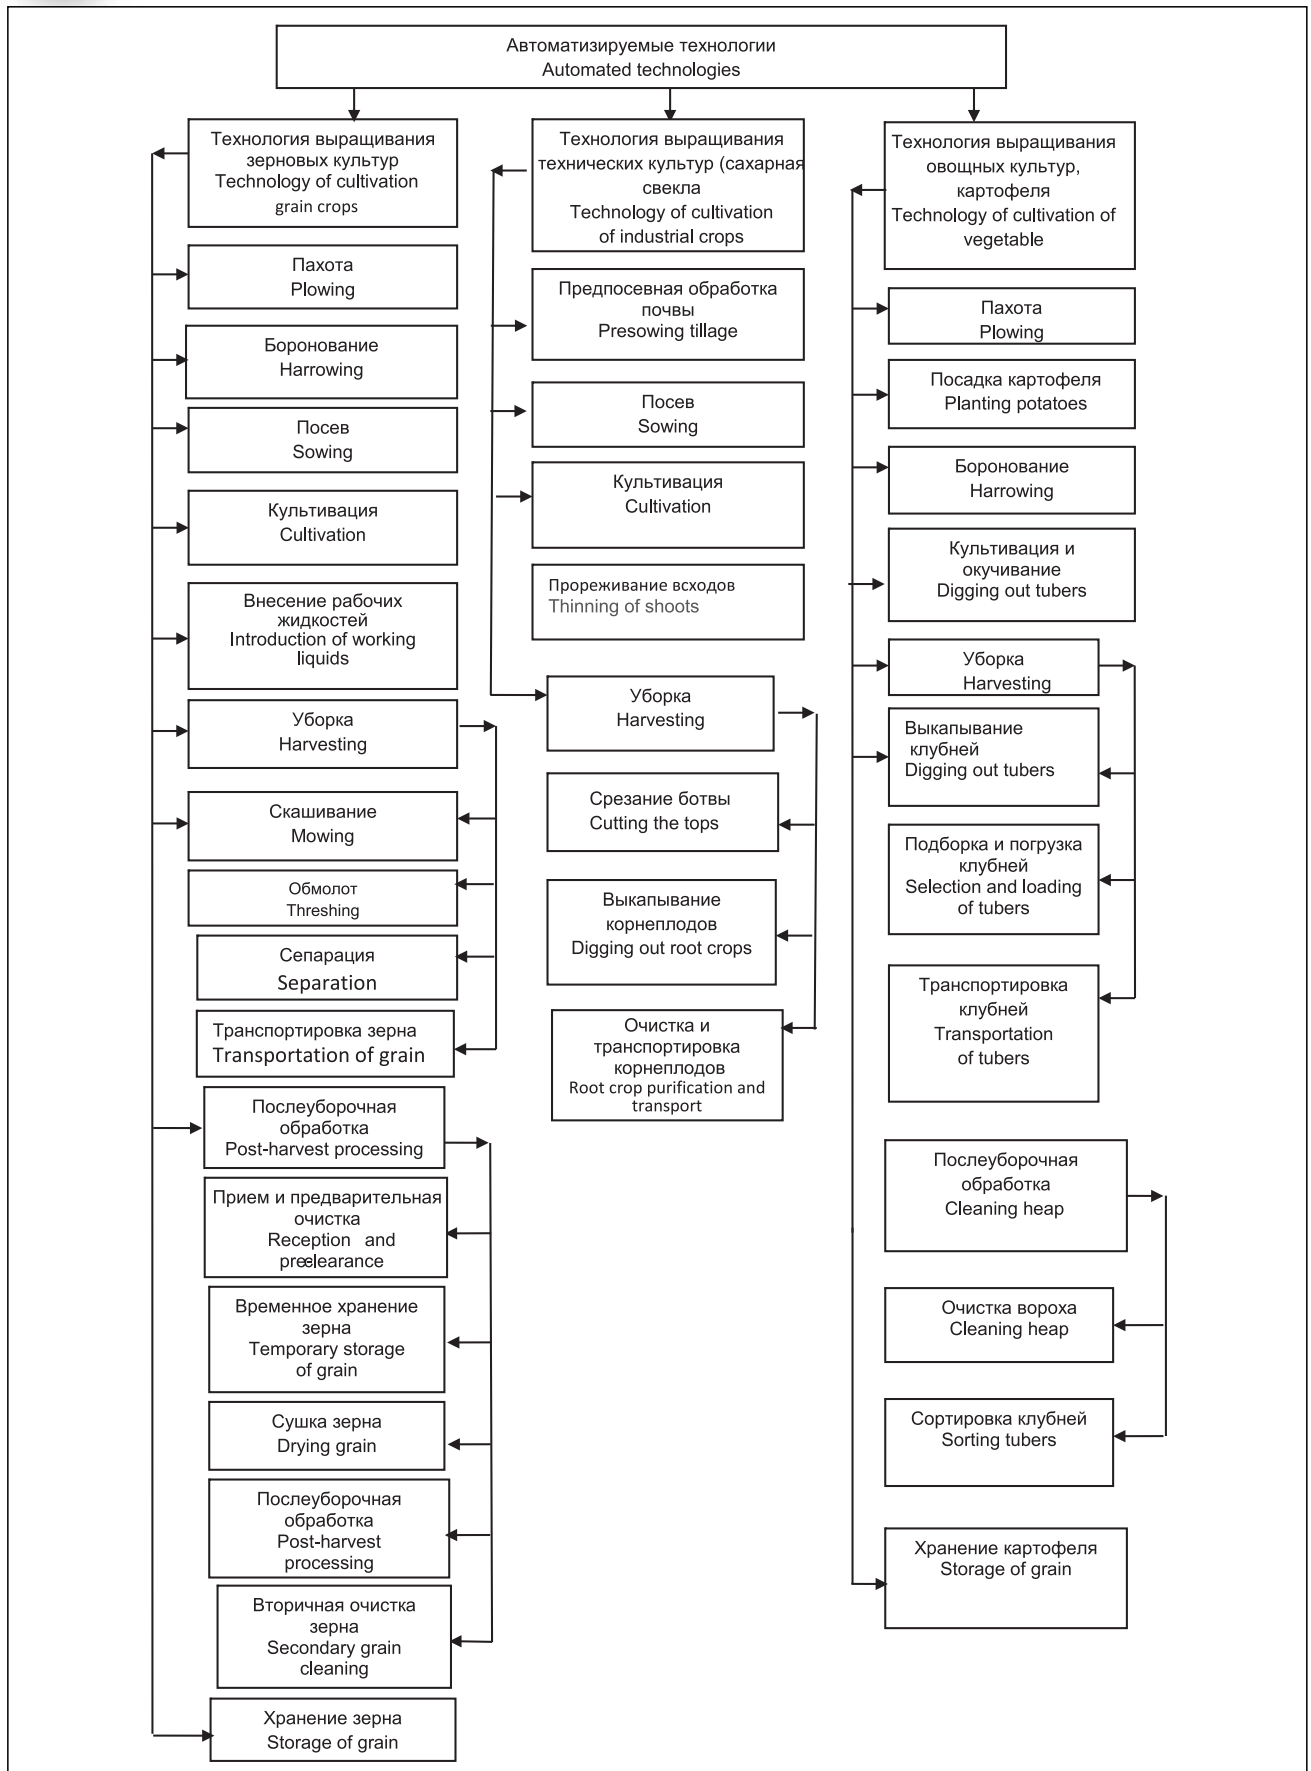 Автоматизируемые технологии
Automated technologies
Технология выращивания
зерновых культур
Technology of cultivation
grain crops
Пахота
Plowing
Боронование
Harrowing
Посев
Sowing
Культивация
Cultivation
Внесение рабочих
жидкостей
Introduction of working
liquids
Уборка
Harvesting
Скашивание
Mowing
Обмолот
Threshing
Сепарация
Separation
Транспортировка зерна
Transportation of grain
Послеуборочная
обработка
Post-harvest processing
Прием и предварительная
очистка
Reception and
preclearance
Временное хранение
зерна
Temporary storage
of grain
Сушка зерна
Drying grain
Послеуборочная
обработка
Post-harvest
processing
Вторичная очистка
зерна
Secondary grain
cleaning
Хранение зерна
Storage of grain
Технология выращивания
технических культур (сахарная
свекла
Technology of cultivation
of industrial crops
Предпосевная обработка
почвы
Presowing tillage
Посев
Sowing
Культивация
Cultivation
Прореживание всходов
Thinning of shoots
Уборка
Harvesting
Срезание ботвы
Cutting the tops
Выкапывание
корнеплодов
Digging out root crops
Очистка и
транспортировка
корнеплодов
Root crop purification and
transport
Технология выращивания
овощных культур,
картофеля
Technology of cultivation of
vegetable
Пахота
Plowing
Посадка картофеля
Planting potatoes
Боронование
Harrowing
Культивация и
окучивание
Digging out tubers
Уборка
Harvesting
Выкапывание
клубней
Digging out tubers
Подборка и погрузка
клубней
Selection and loading
of tubers
Транспортировка
клубней
Transportation
of tubers
Послеуборочная
обработка
Cleaning heap
Очистка вороха
Cleaning heap
Сортировка клубней
Sorting tubers
Хранение картофеля
Storage of grain